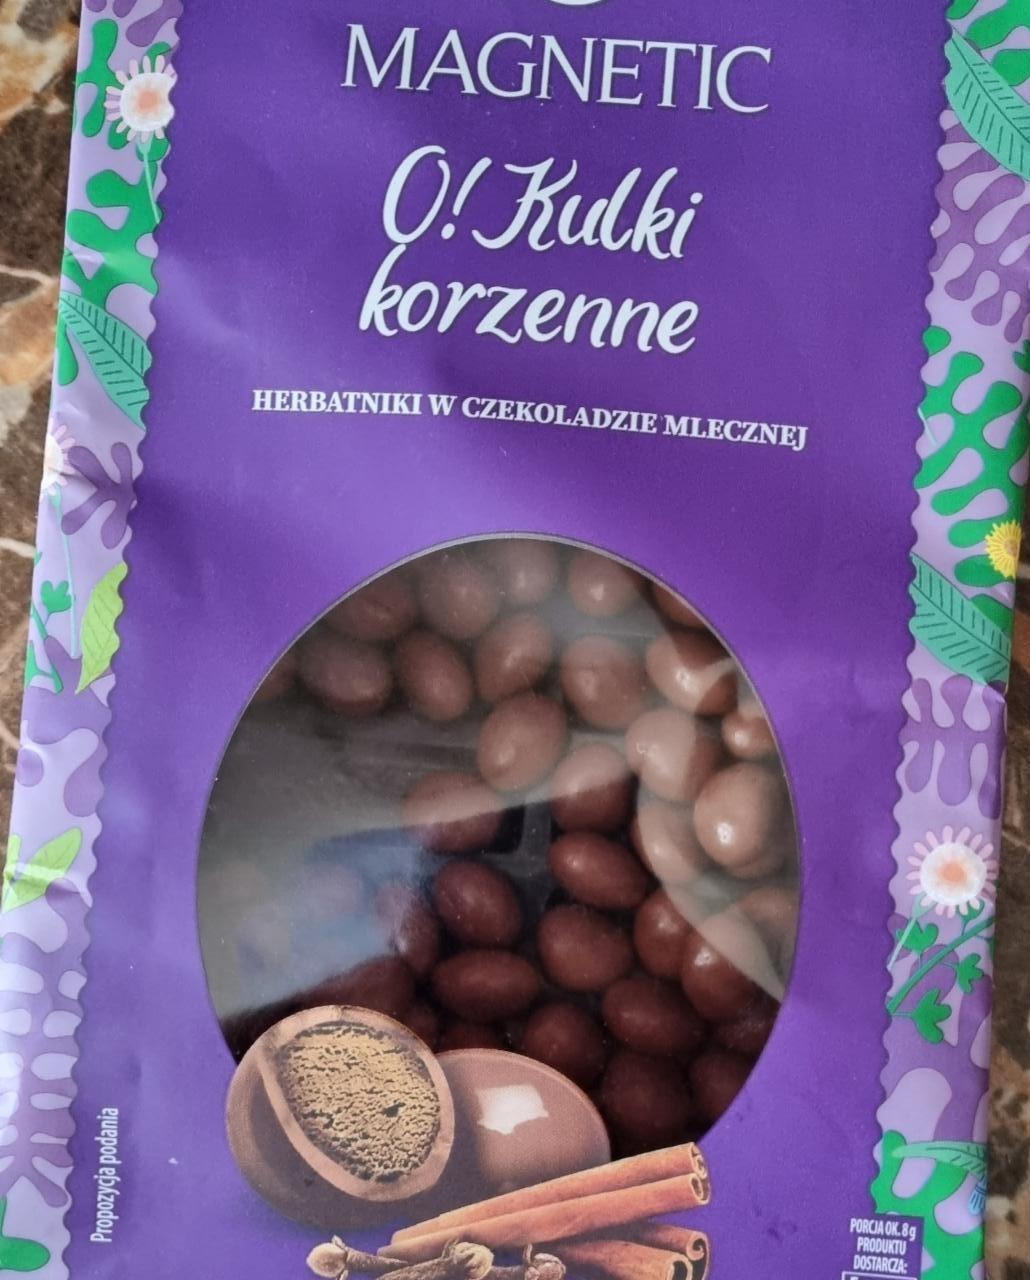 MAGNETIC
O! Kulki
korzenne
HERBATNIKI W CZEKOLADZIE MLECZNEJ
Propozycja podania
PORCJA OK. 8 g
PRODUKTU
DOSTARCZA: